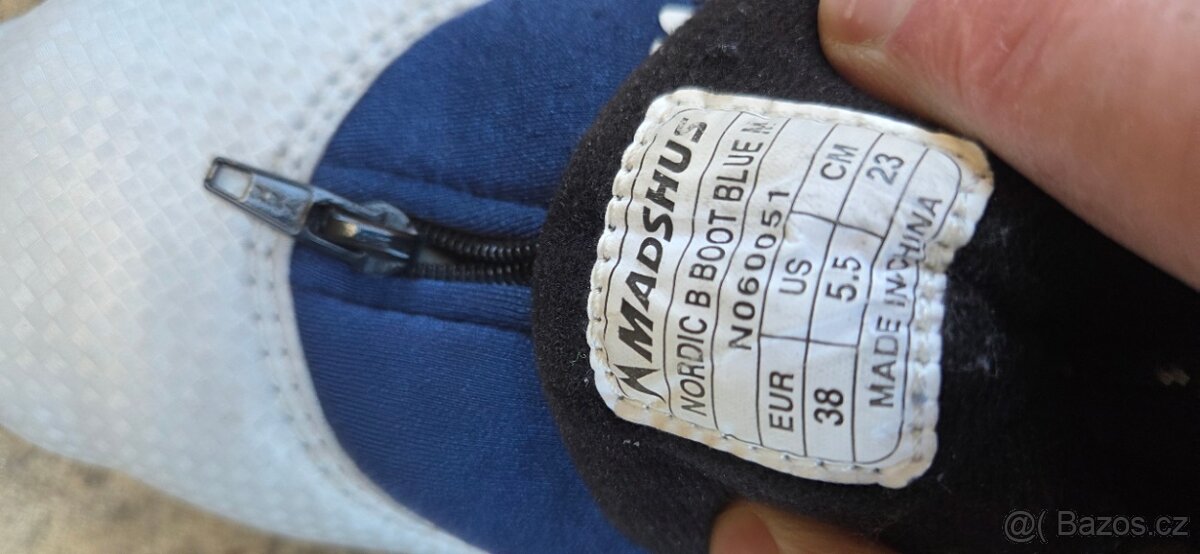 MADSHUS
NORDIC B BOOT BLUE M
N060051
EUR US CM
38 5.5 23
MADE IN CHINA
@( Bazos.cz